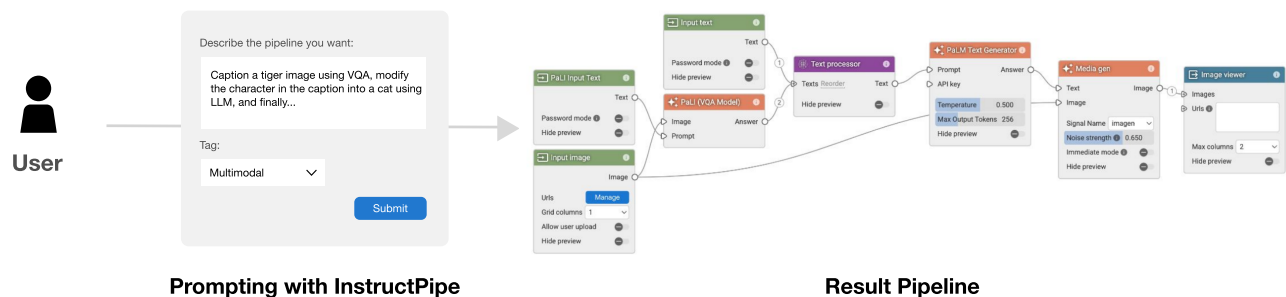 User
Describe the pipeline you want:
Caption a tiger image using VQA, modify
the character in the caption into a cat using
LLM, and finally...
Tag:
Multimodal
Submit
Prompting with InstructPipe
PaLI Input Text
Text
Password mode
Hide preview
Input image
Image
Urls Manage
Grid columns 1
Allow user upload
Hide preview
Input text
Text
Password mode
Hide preview
PaLI (VQA Model)
Image Answer
Prompt
1
2
Text processor
Texts Reorder Text
Hide preview
PaLM Text Generator
Prompt Answer
API key
Temperature 0.500
Max Output Tokens 256
Hide preview
Media gen
Text Image
Image
Signal Name imagen
Noise strength 0.650
Immediate mode
Hide preview
1
Image viewer
Images
Urls
Max columns 2
Hide preview
Result Pipeline